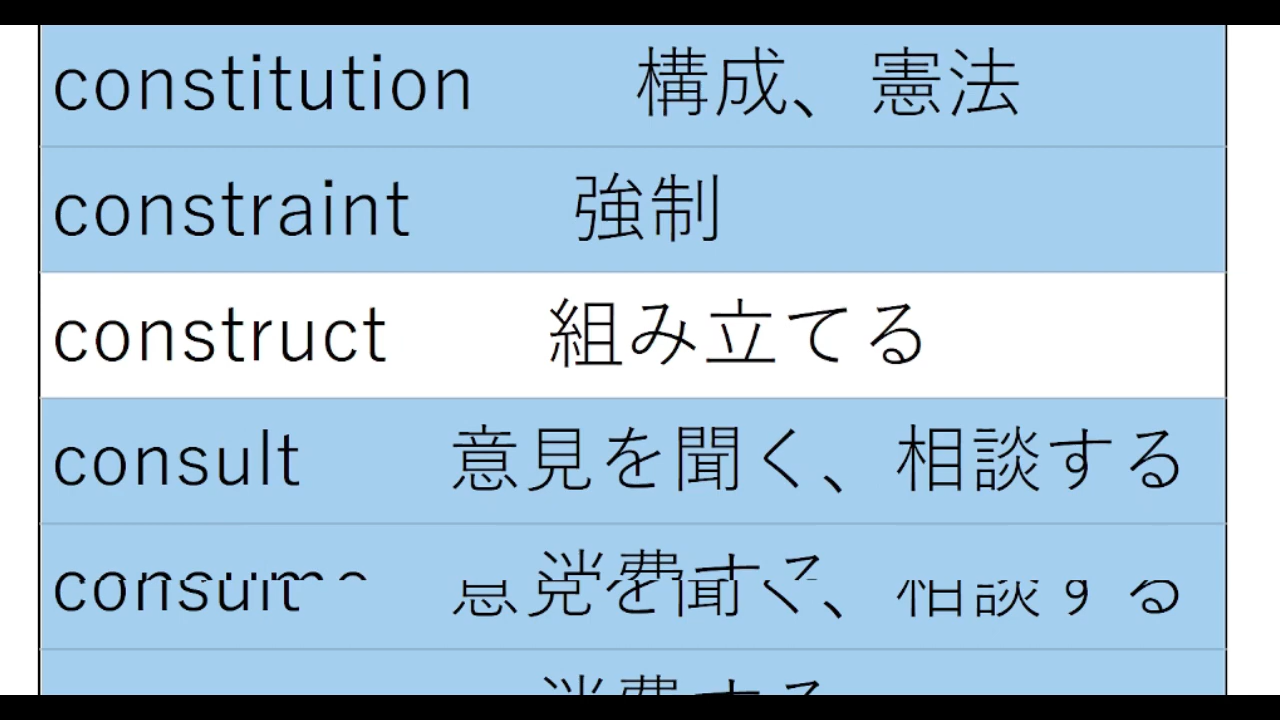 constitution 構成、憲法
constraint 強制
construct 組み立てる
consult 意見を聞く、相談する